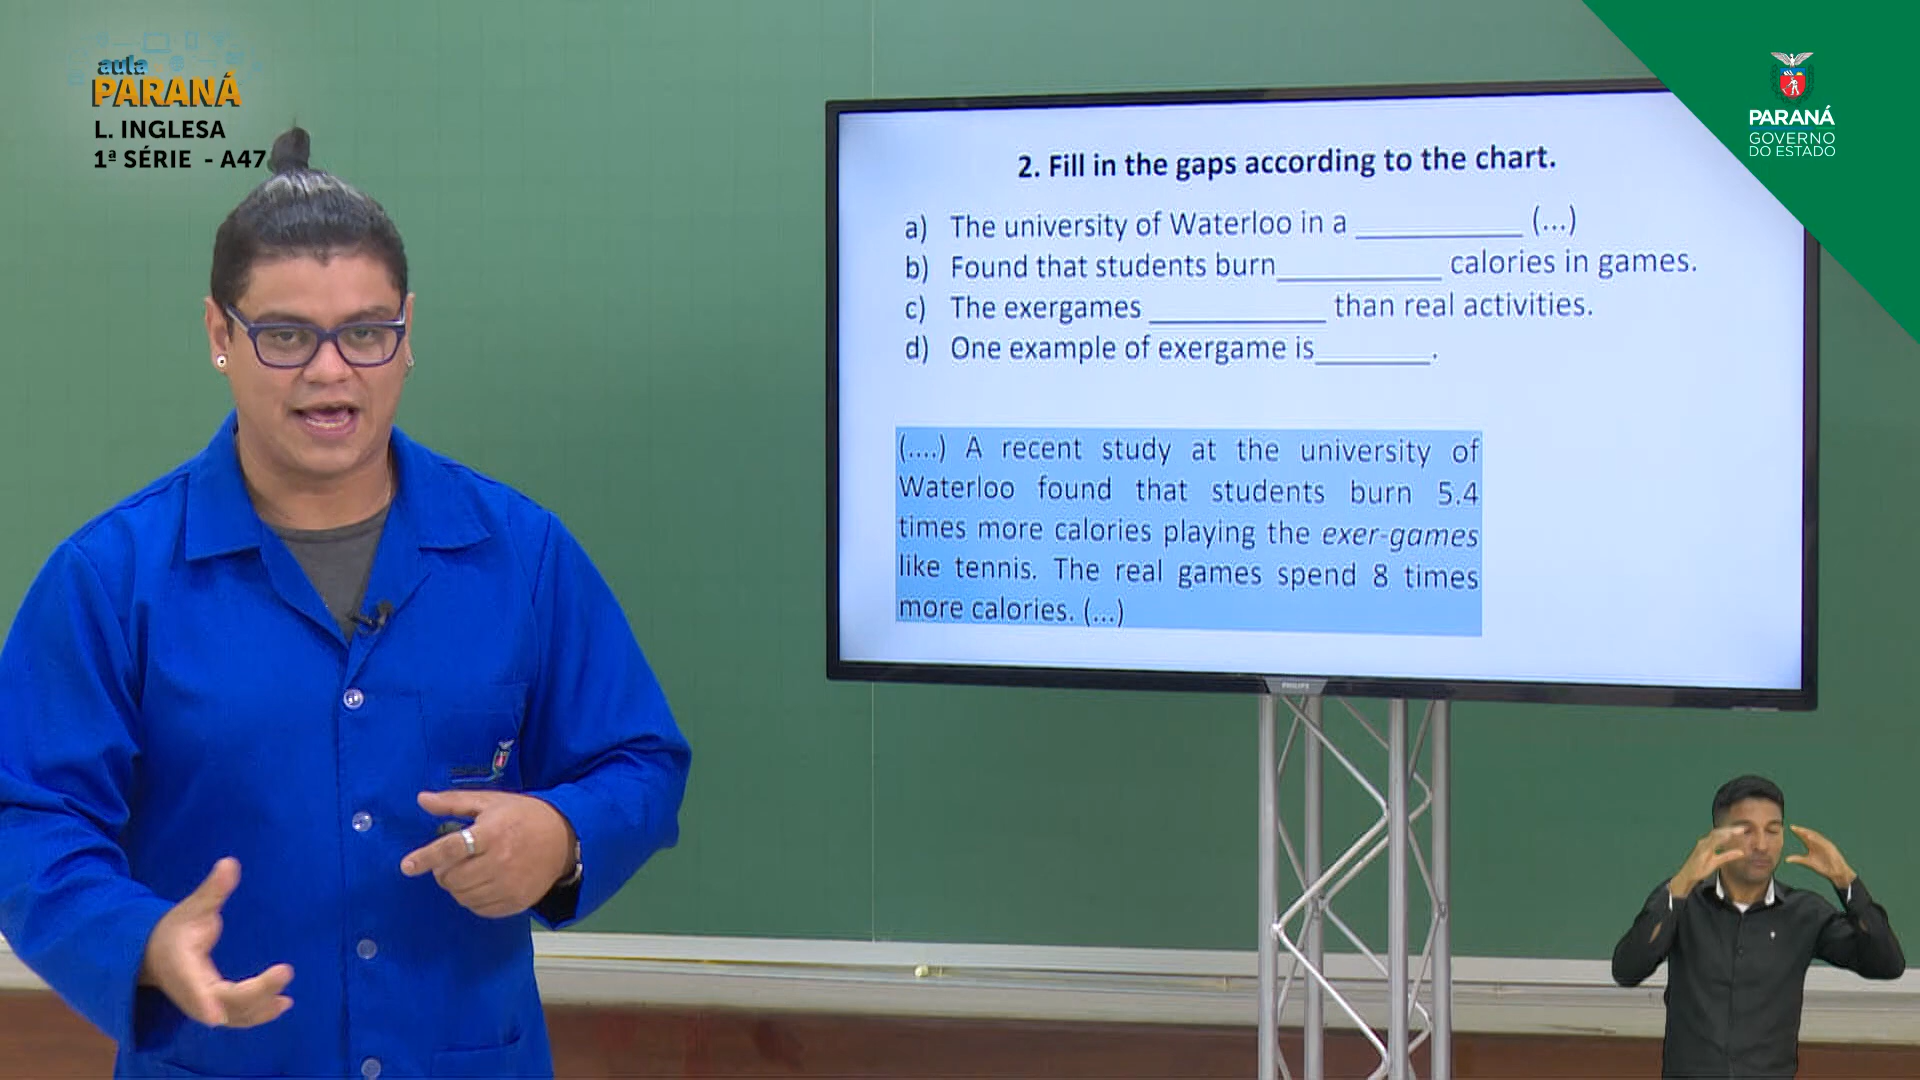 aula
PARANÁ
L. INGLESA
1ª SÉRIE - A47
PARANÁ
GOVERNO
DO ESTADO
2. Fill in the gaps according to the chart.
a) The university of Waterloo in a __________ (...)
b) Found that students burn__________ calories in games.
c) The exergames ___________ than real activities.
d) One example of exergame is_______.
(....) A recent study at the university of
Waterloo found that students burn 5.4
times more calories playing the exer-games
like tennis. The real games spend 8 times
more calories. (...)
PHILIPS